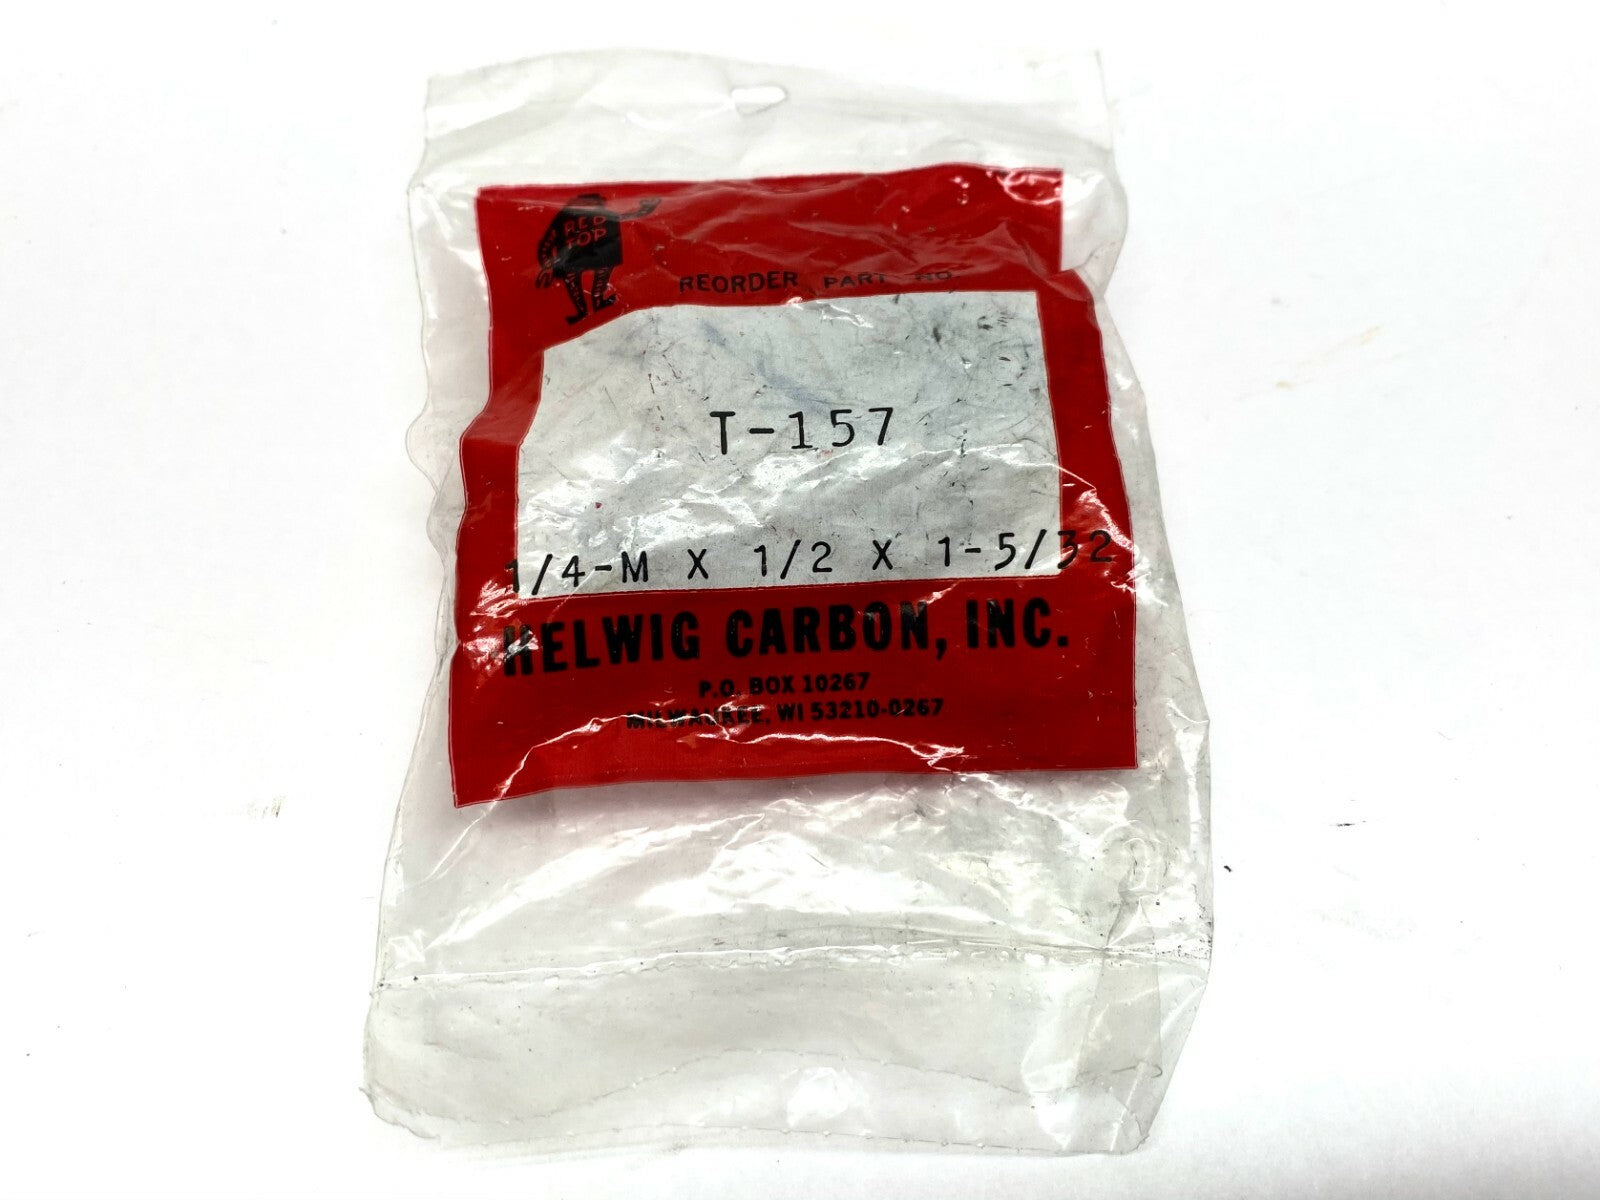 RED
TOP
REORDER PART NO.
T-157
1/4-M X 1/2 X 1-5/32
HELWIG CARBON, INC.
P.O. BOX 10267
MILWAUKEE, WI 53210-0267